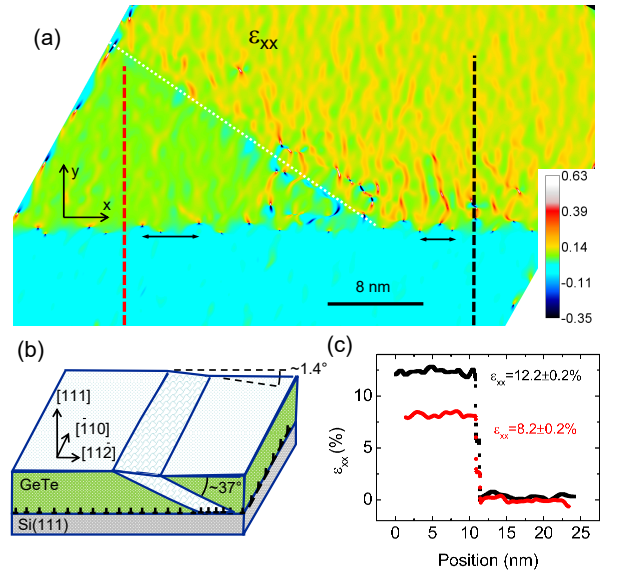 (a)
εxx
y
x
8 nm
0.63
0.39
0.14
-0.11
-0.35
(b)
~1.4°
[111]
[1̄10]
[112̄]
GeTe
~37°
Si(111)
(c)
εxx=12.2±0.2%
εxx=8.2±0.2%
εxx (%)
10
5
0
0 5 10 15 20 25
Position (nm)